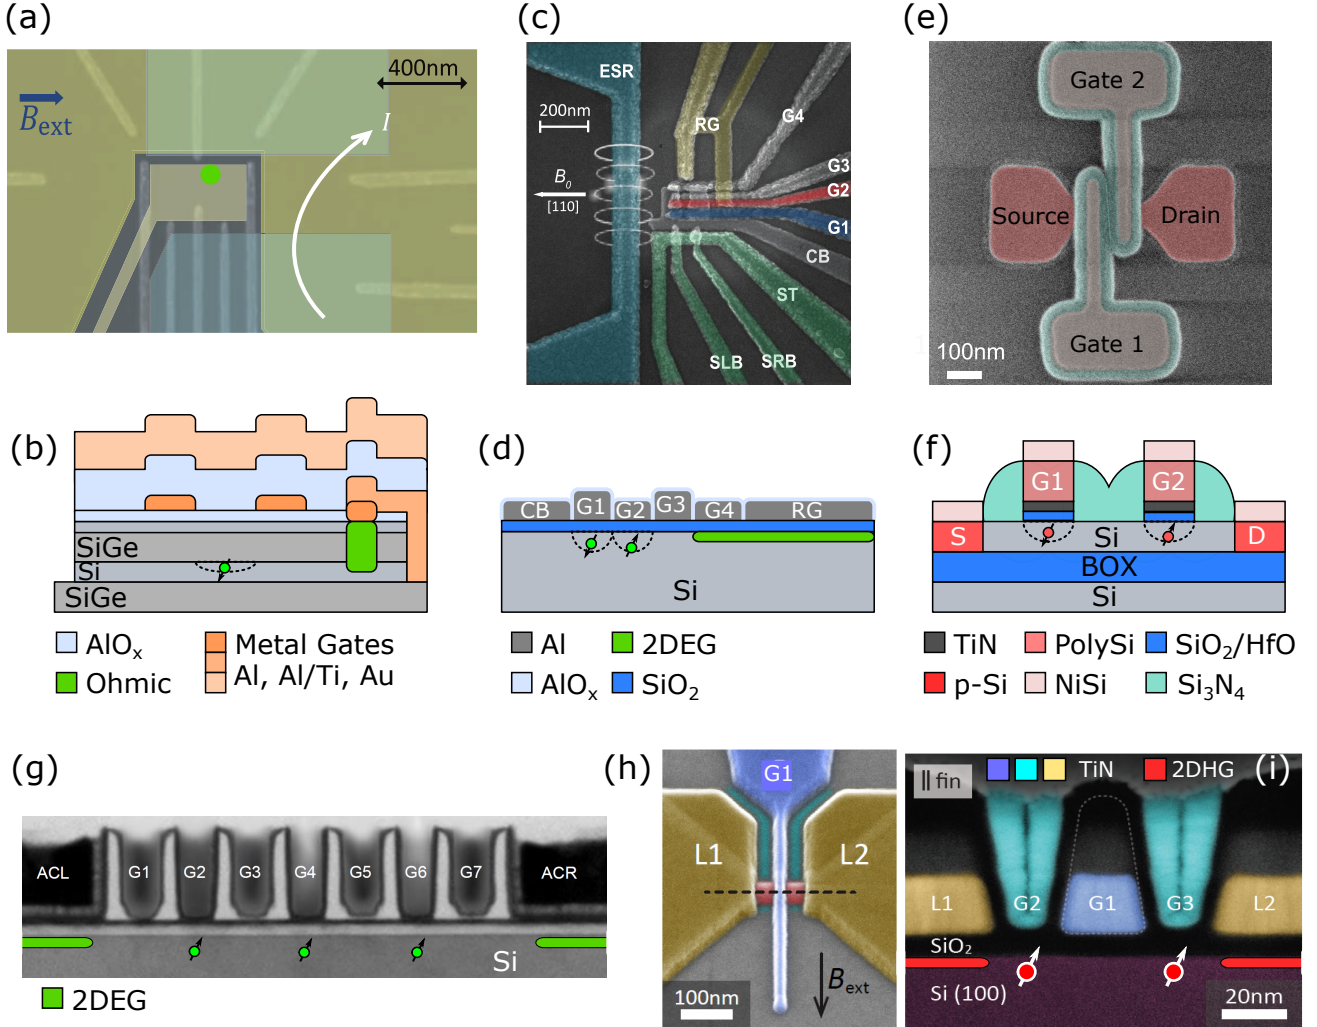 (a)
400nm
B_ext
I
(c)
ESR
200nm
B_0
[110]
RG
G4
G3
G2
G1
CB
ST
SLB
SRB
(e)
Gate 2
Source
Drain
Gate 1
100nm
(b)
SiGe
Si
SiGe
AlO_x
Ohmic
Metal Gates
Al, Al/Ti, Au
(d)
CB
G1
G2
G3
G4
RG
Si
Al
2DEG
AlO_x
SiO_2
(f)
G1
G2
S
Si
D
BOX
Si
TiN
PolySi
SiO_2/HfO
p-Si
NiSi
Si_3N_4
(g)
ACL
G1
G2
G3
G4
G5
G6
G7
ACR
Si
2DEG
(h)
G1
L1
L2
100nm
B_ext
(i)
|| fin
TiN
2DHG
L1
G2
G1
G3
L2
SiO_2
Si (100)
20nm